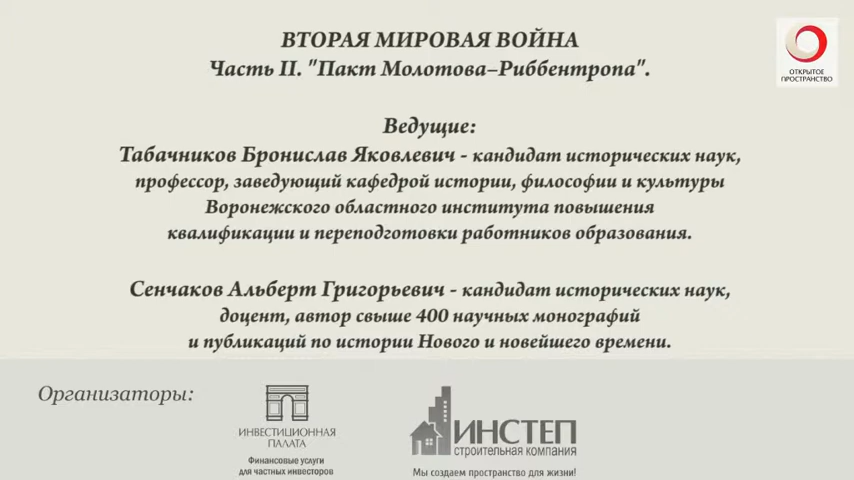 ВТОРАЯ МИРОВАЯ ВОЙНА
Часть II. "Пакт Молотова–Риббентропа".
ОТКРЫТОЕ
ПРОСТРАНСТВО
Ведущие:
Табачников Бронислав Яковлевич - кандидат исторических наук,
профессор, заведующий кафедрой истории, философии и культуры
Воронежского областного института повышения
квалификации и переподготовки работников образования.
Сенчаков Альберт Григорьевич - кандидат исторических наук,
доцент, автор свыше 400 научных монографий
и публикаций по истории Нового и новейшего времени.
Организаторы:
ИНВЕСТИЦИОННАЯ
ПАЛАТА
Финансовые услуги
для частных инвесторов
ИНСТЕП
строительная компания
Мы создаем пространство для жизни!